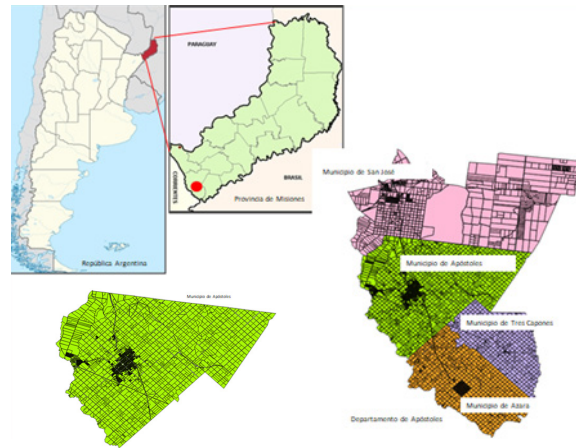 PARAGUAY
CORRIENTES
BRASIL
Provincia de Misiones
República Argentina
Municipio de San José
Municipio de Apóstoles
Municipio de Apóstoles
Municipio de Tres Capones
Municipio de Azara
Departamento de Apóstoles